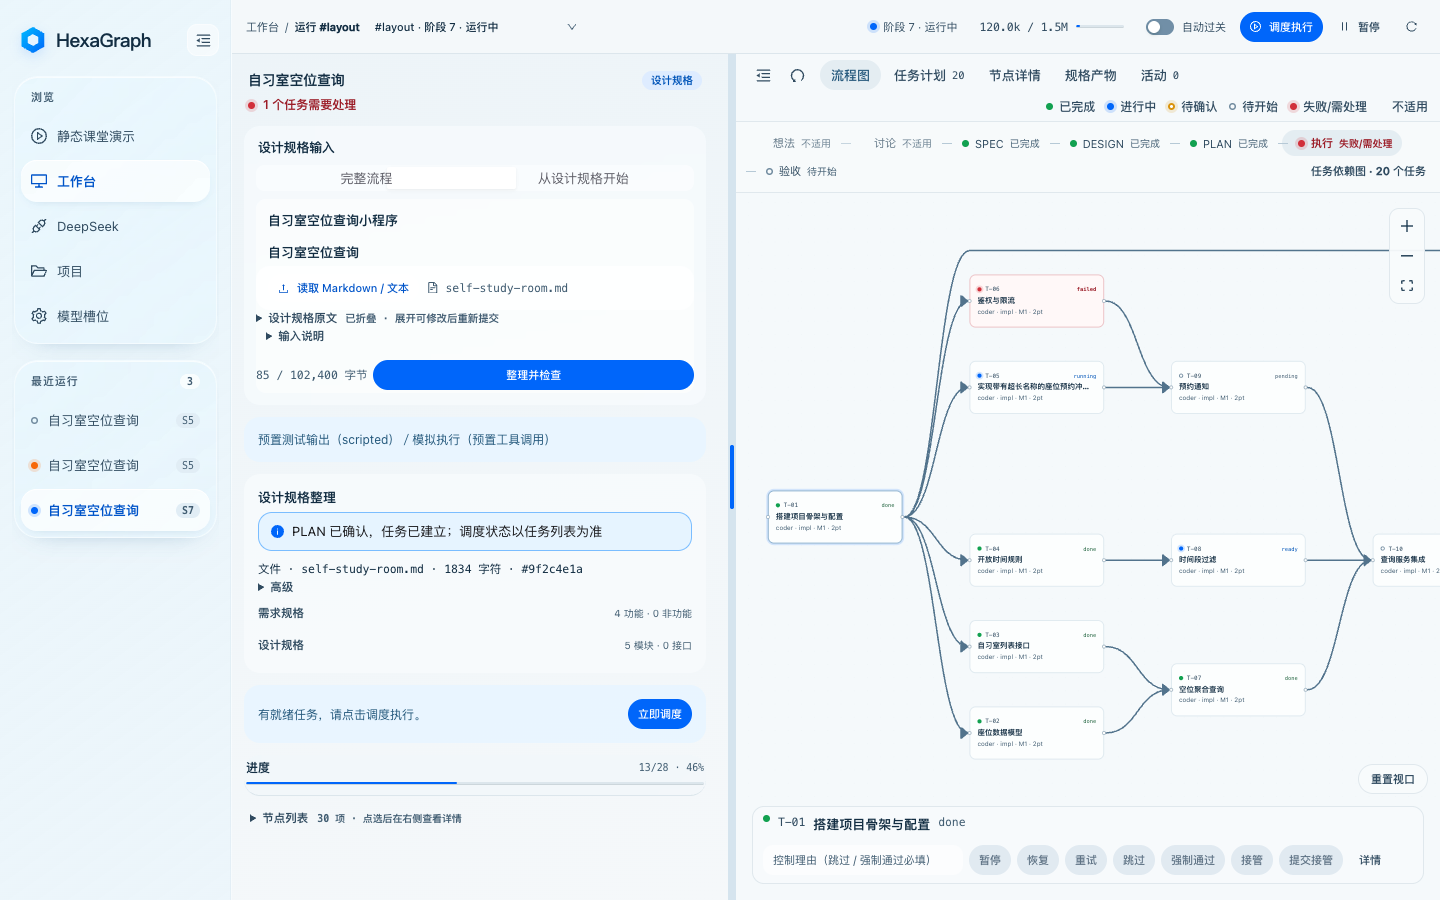 HexaGraph
浏览
静态课堂演示
工作台
DeepSeek
项目
模型槽位
最近运行 3
自习室空位查询 S5
自习室空位查询 S5
自习室空位查询 S7
工作台 / 运行 #layout #layout · 阶段 7 · 运行中
阶段 7 · 运行中 120.0k / 1.5M 自动过关 调度执行 暂停
自习室空位查询 设计规格
1 个任务需要处理
设计规格输入
完整流程 从设计规格开始
自习室空位查询小程序
自习室空位查询
读取 Markdown / 文本 self-study-room.md
设计规格原文 已折叠 · 展开可修改后重新提交
输入说明
85 / 102,400 字节 整理并检查
预置测试输出（scripted） / 模拟执行（预置工具调用）
设计规格整理
PLAN 已确认，任务已建立；调度状态以任务列表为准
文件 · self-study-room.md · 1834 字符 · #9f2c4e1a
高级
需求规格 4 功能 · 0 非功能
设计规格 5 模块 · 0 接口
有就绪任务，请点击调度执行。 立即调度
进度 13/28 · 46%
节点列表 30 项 · 点选后在右侧查看详情
流程图 任务计划 20 节点详情 规格产物 活动 0
已完成 进行中 待确认 待开始 失败/需处理 不适用
想法 不适用 — 讨论 不适用 — SPEC 已完成 — DESIGN 已完成 — PLAN 已完成 — 执行 失败/需处理
— 验收 待开始 任务依赖图 · 20 个任务
T-06 failed
鉴权与限流
coder · impl · M1 · 2pt
T-05 running
实现带有超长名称的座位预约冲...
coder · impl · M1 · 2pt
T-09 pending
预约通知
coder · impl · M1 · 2pt
T-01 done
搭建项目骨架与配置
coder · impl · M1 · 2pt
T-04 done
开放时间规则
coder · impl · M1 · 2pt
T-08 ready
时间段过滤
coder · impl · M1 · 2pt
T-10
查询服务集成
coder · impl · M1 · 2
T-03 done
自习室列表接口
coder · impl · M1 · 2pt
T-07 done
空位聚合查询
coder · impl · M1 · 2pt
T-02 done
座位数据模型
coder · impl · M1 · 2pt
重置视口
T-01 搭建项目骨架与配置 done
控制理由（跳过 / 强制通过必填） 暂停 恢复 重试 跳过 强制通过 接管 提交接管 详情